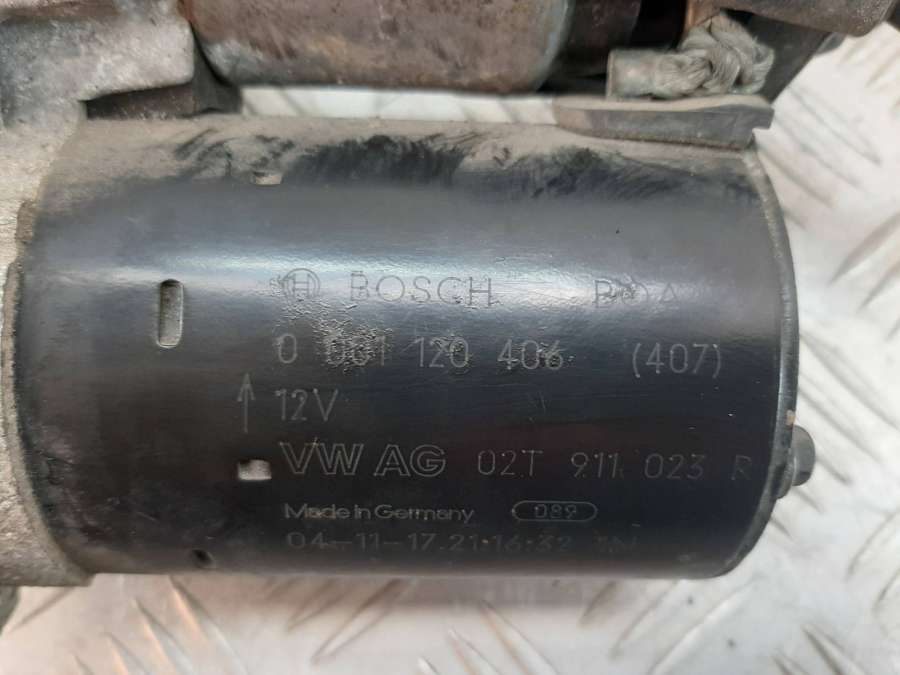 BOSCH
0 001 120 406 (407)
12V
VW AG 02T 911 023 R
Made in Germany 089
04-11-17 21:16:32